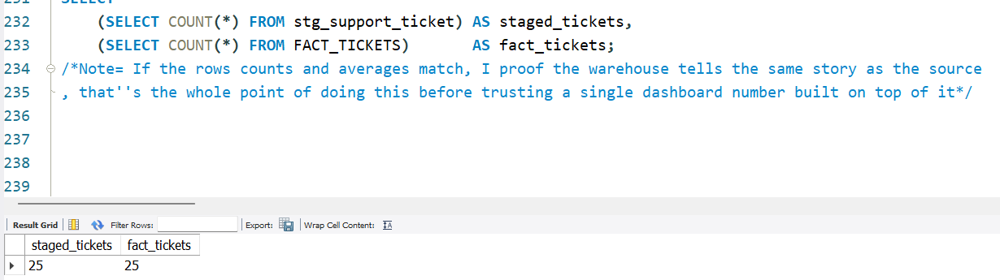 231 SELECT
232 (SELECT COUNT(*) FROM stg_support_ticket) AS staged_tickets,
233 (SELECT COUNT(*) FROM FACT_TICKETS) AS fact_tickets;
234 /*Note= If the rows counts and averages match, I proof the warehouse tells the same story as the source
235 , that''s the whole point of doing this before trusting a single dashboard number built on top of it*/
236
237
238
239
Result Grid Filter Rows: Export: Wrap Cell Content:
staged_tickets fact_tickets
25 25